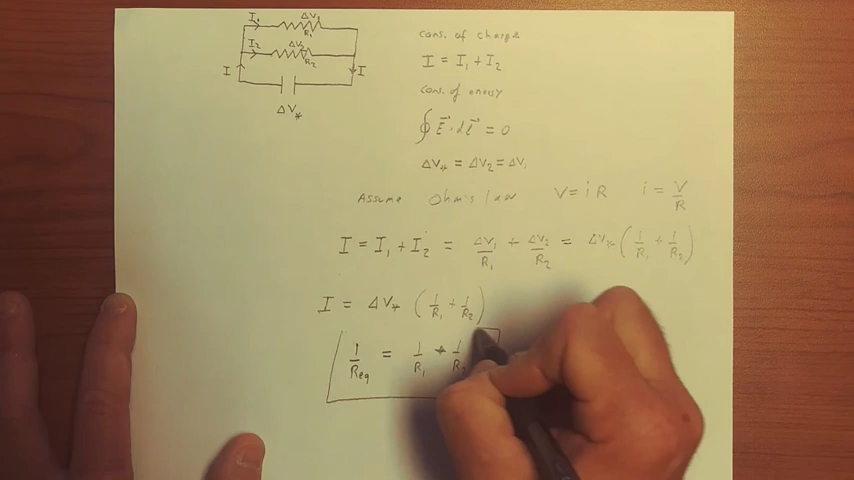 I₁ ΔV₁
R₁
I₂ ΔV₂
R₂
I I
ΔV*
cons. of charge
I = I₁ + I₂
cons. of energy
∮ E⃗ · dl⃗ = 0
ΔV* = ΔV₂ = ΔV₁
Assume Ohm's law V = iR i = V/R
I = I₁ + I₂ = ΔV₁/R₁ + ΔV₂/R₂ = ΔV* (1/R₁ + 1/R₂)
I = ΔV* (1/R₁ + 1/R₂)
1/Req = 1/R₁ + 1/R₂